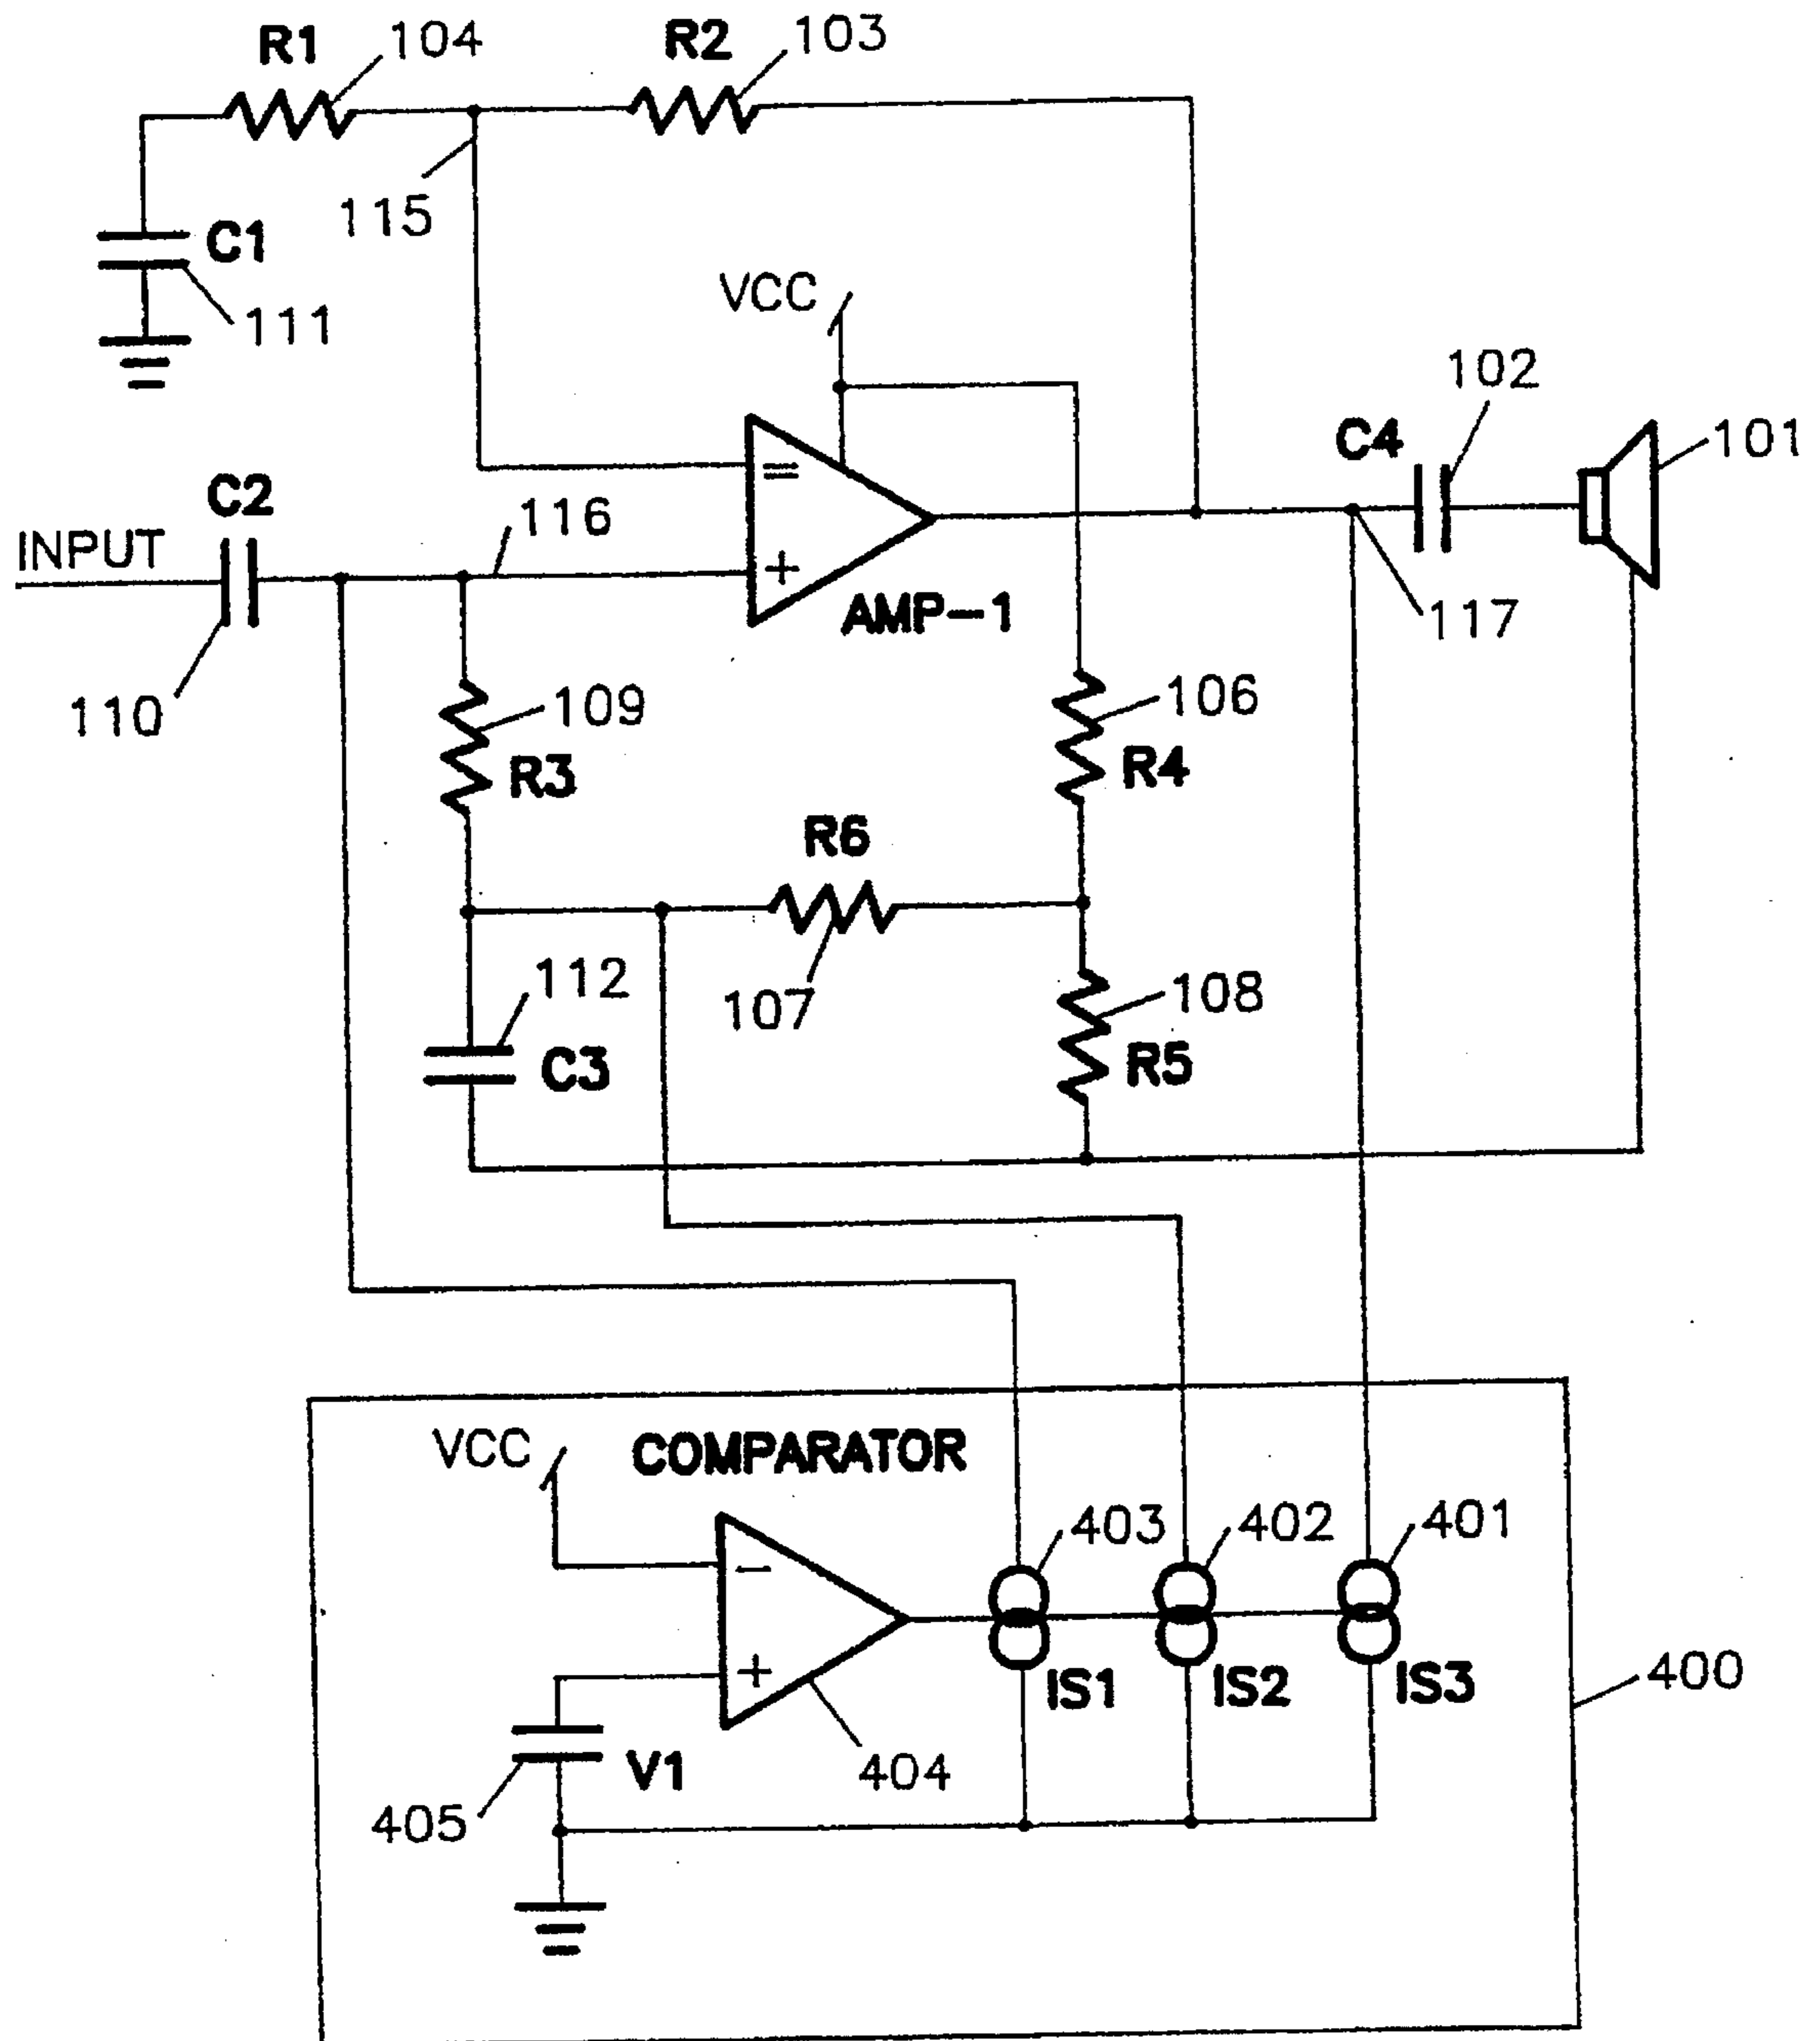 R1 104 R2 103
115
C1
111
VCC
102
C4 101
C2
INPUT 116
+
AMP-1
117
110
109
R3
106
R4
R6
112
107
108
C3
R5
VCC COMPARATOR
403 402 401
-
+
IS1 IS2 IS3 400
V1 404
405